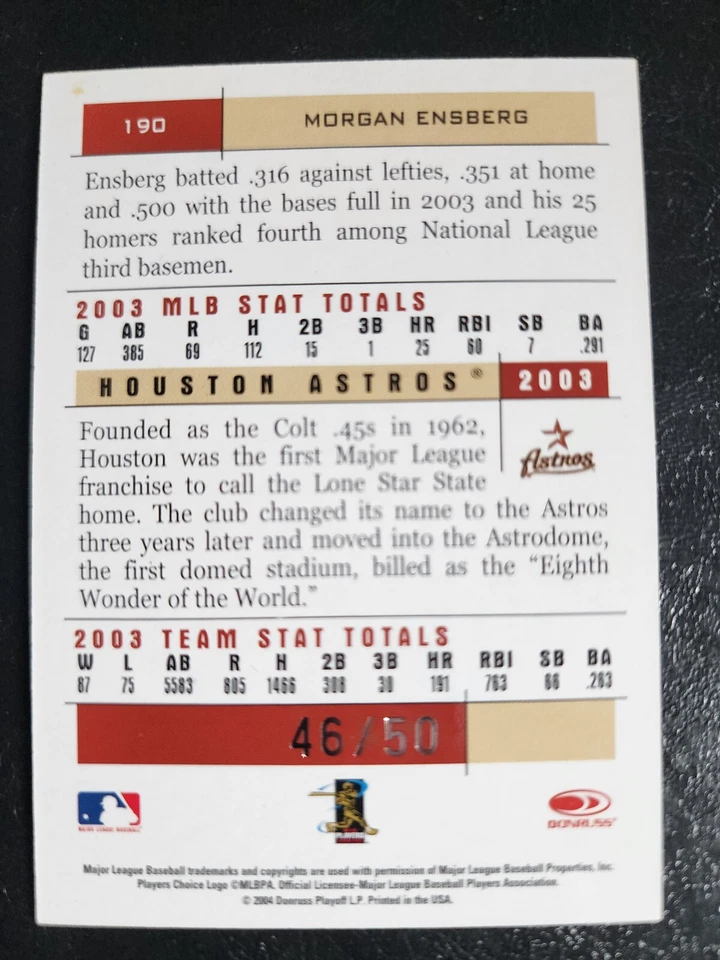 190 MORGAN ENSBERG
Ensberg batted .316 against lefties, .351 at home
and .500 with the bases full in 2003 and his 25
homers ranked fourth among National League
third basemen.
2003 MLB STAT TOTALS
G AB R H 2B 3B HR RBI SB BA
127 385 69 112 15 1 25 60 7 .291
HOUSTON ASTROS® 2003
Founded as the Colt .45s in 1962,
Houston was the first Major League
franchise to call the Lone Star State
home. The club changed its name to the Astros
three years later and moved into the Astrodome,
the first domed stadium, billed as the “Eighth
Wonder of the World.”
Astros
2003 TEAM STAT TOTALS
W L AB R H 2B 3B HR RBI SB BA
87 75 5583 805 1466 308 30 191 763 66 .263
46/50
MAJOR LEAGUE BASEBALL
PLAYERS
DONRUSS
Major League Baseball trademarks and copyrights are used with permission of Major League Baseball Properties, Inc.
Players Choice Logo ©MLBPA. Official Licensee-Major League Baseball Players Association.
© 2004 Donruss Playoff L.P. Printed in the USA.